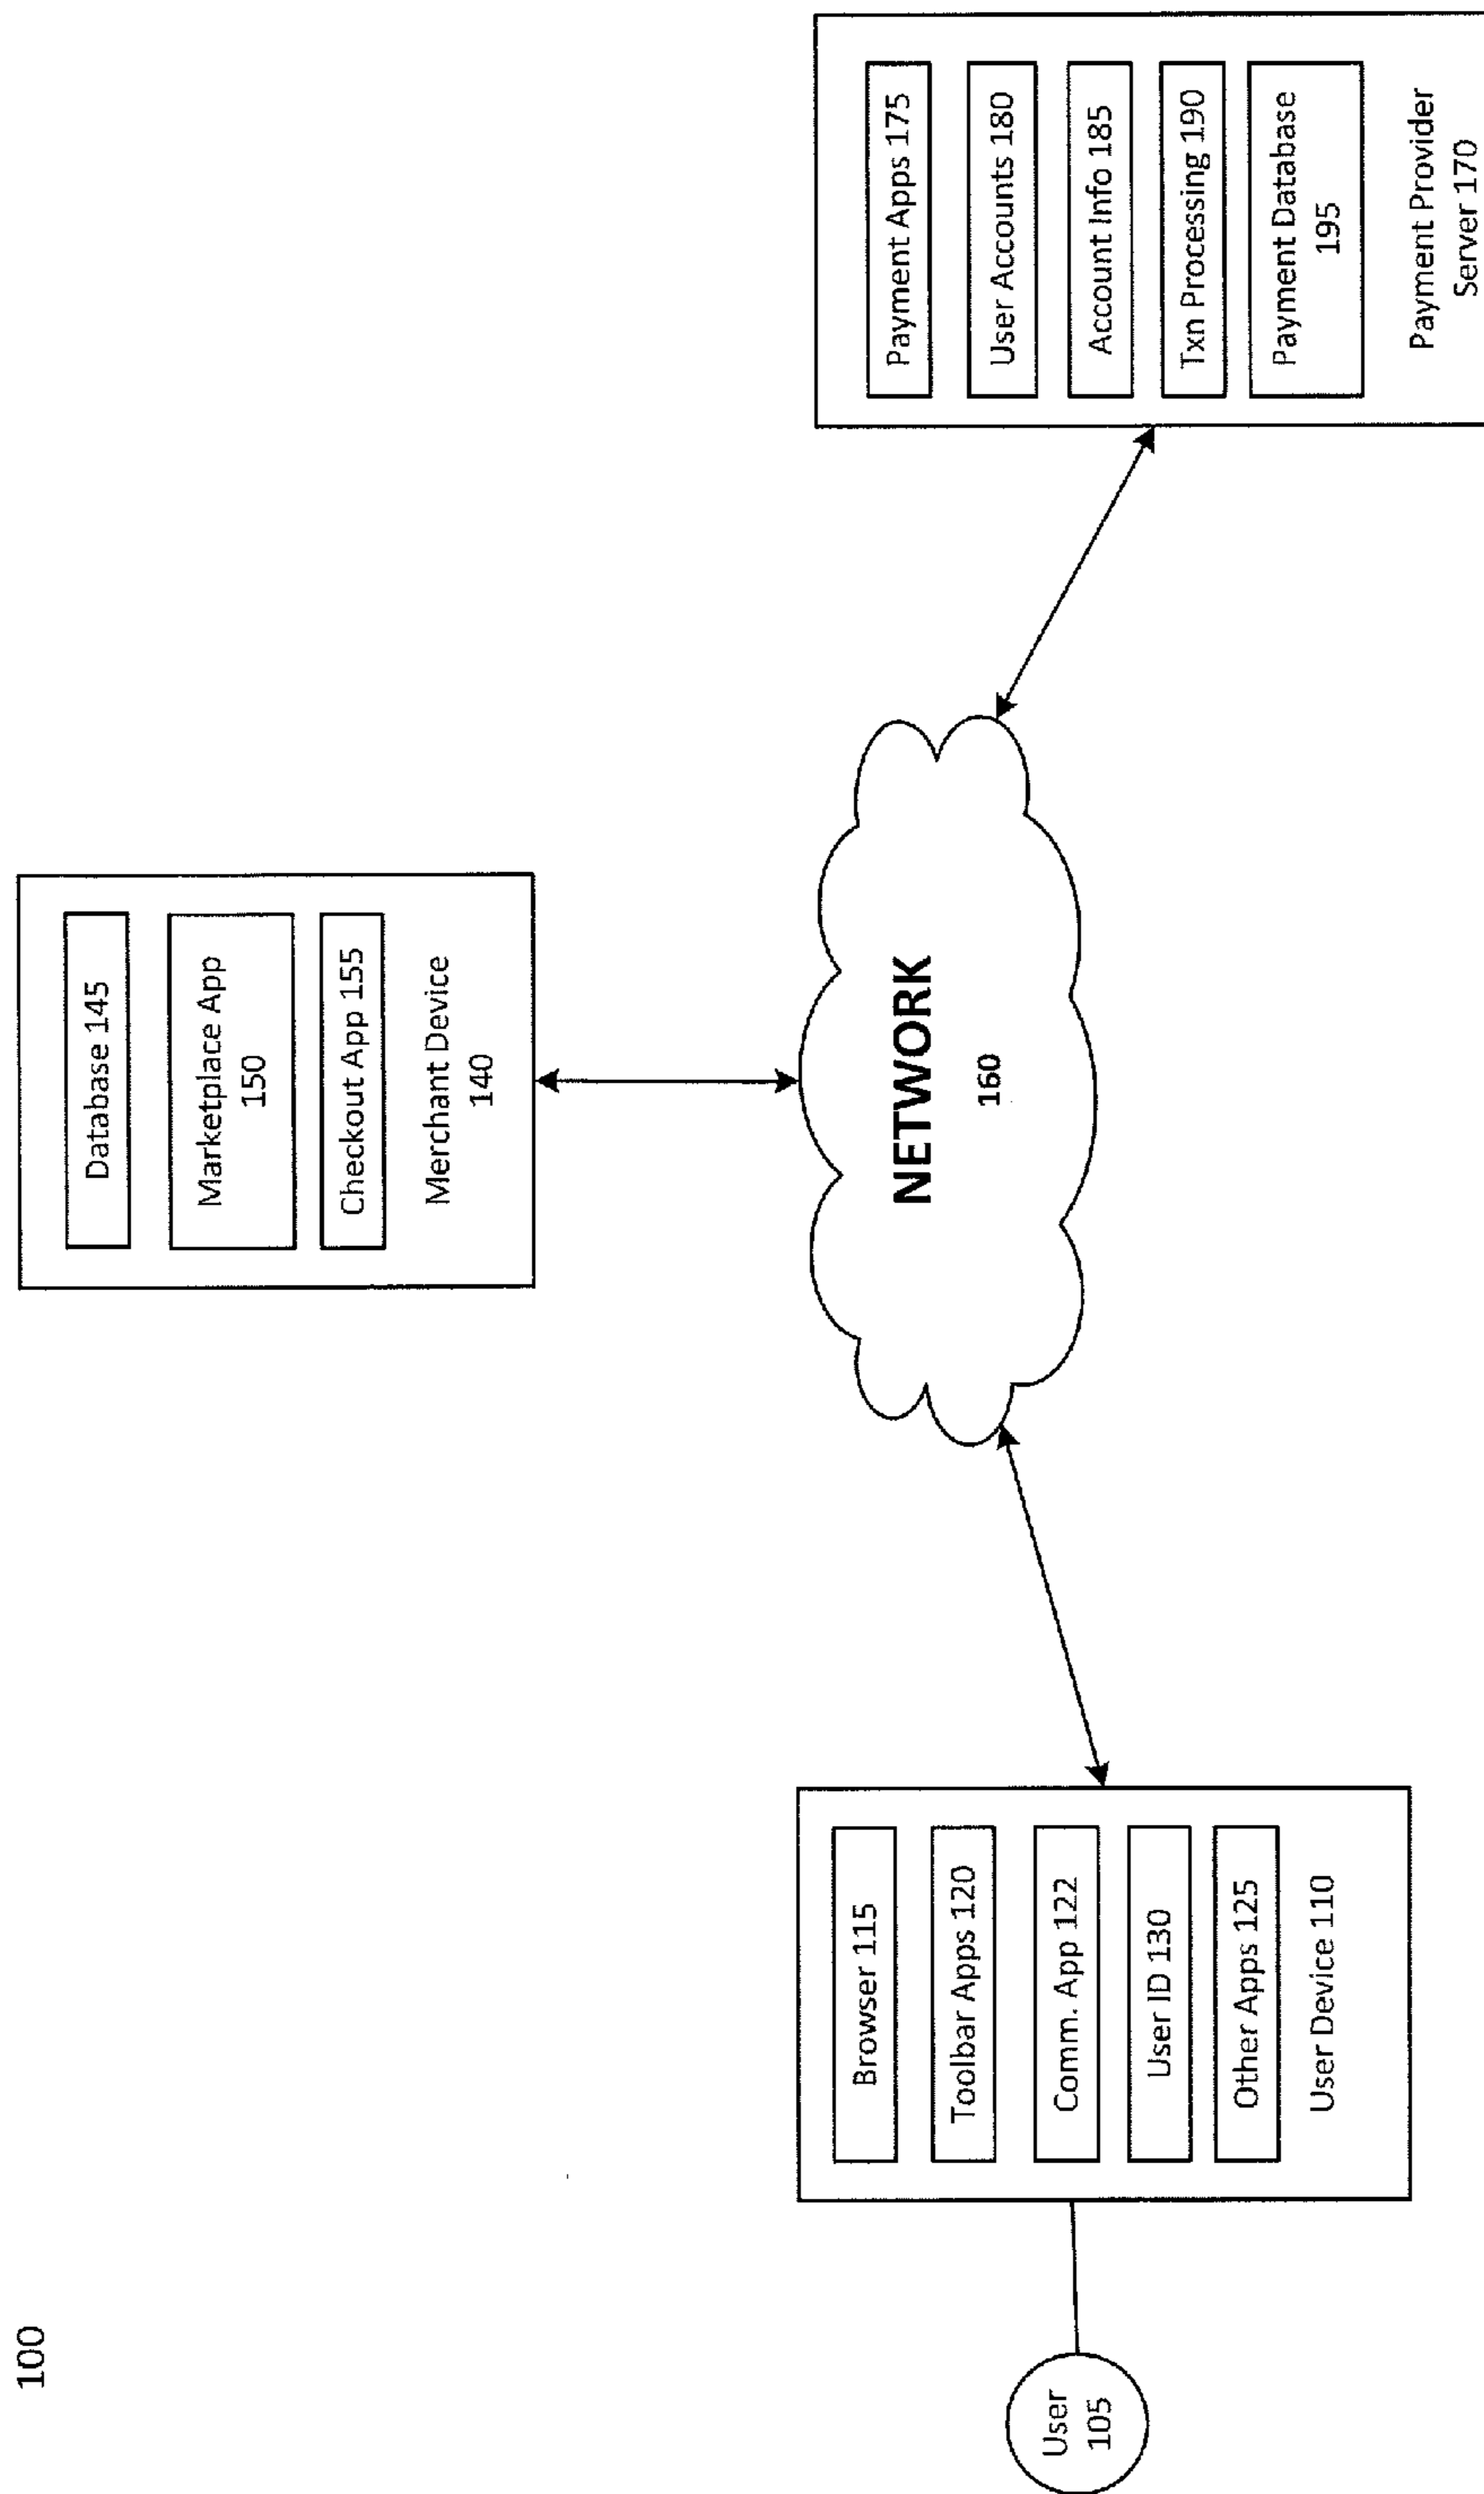 100
Database 145
Marketplace App
150
Checkout App 155
Merchant Device
140
NETWORK
160
User
105
Browser 115
Toolbar Apps 120
Comm. App 122
User ID 130
Other Apps 125
User Device 110
Payment Apps 175
User Accounts 180
Account Info 185
Txn Processing 190
Payment Database
195
Payment Provider
Server 170